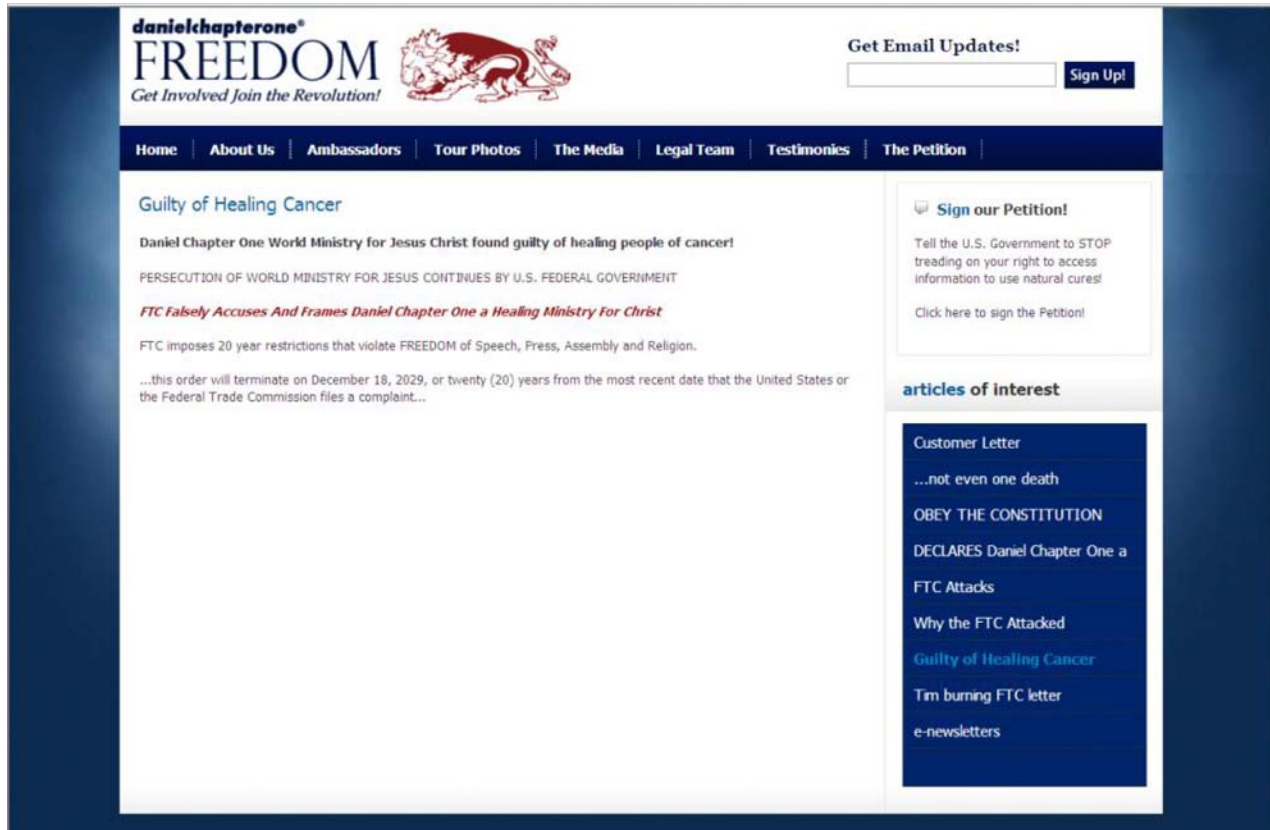 danielchapterone®
FREEDOM
Get Involved Join the Revolution!
Get Email Updates!
Sign Up!
Home About Us Ambassadors Tour Photos The Media Legal Team Testimonies The Petition
Guilty of Healing Cancer
Daniel Chapter One World Ministry for Jesus Christ found guilty of healing people of cancer!
PERSECUTION OF WORLD MINISTRY FOR JESUS CONTINUES BY U.S. FEDERAL GOVERNMENT
FTC Falsely Accuses And Frames Daniel Chapter One a Healing Ministry For Christ
FTC imposes 20 year restrictions that violate FREEDOM of Speech, Press, Assembly and Religion.
...this order will terminate on December 18, 2029, or twenty (20) years from the most recent date that the United States or
the Federal Trade Commission files a complaint...
Sign our Petition!
Tell the U.S. Government to STOP
treading on your right to access
information to use natural cures!
Click here to sign the Petition!
articles of interest
Customer Letter
...not even one death
OBEY THE CONSTITUTION
DECLARES Daniel Chapter One a
FTC Attacks
Why the FTC Attacked
Guilty of Healing Cancer
Tim burning FTC letter
e-newsletters